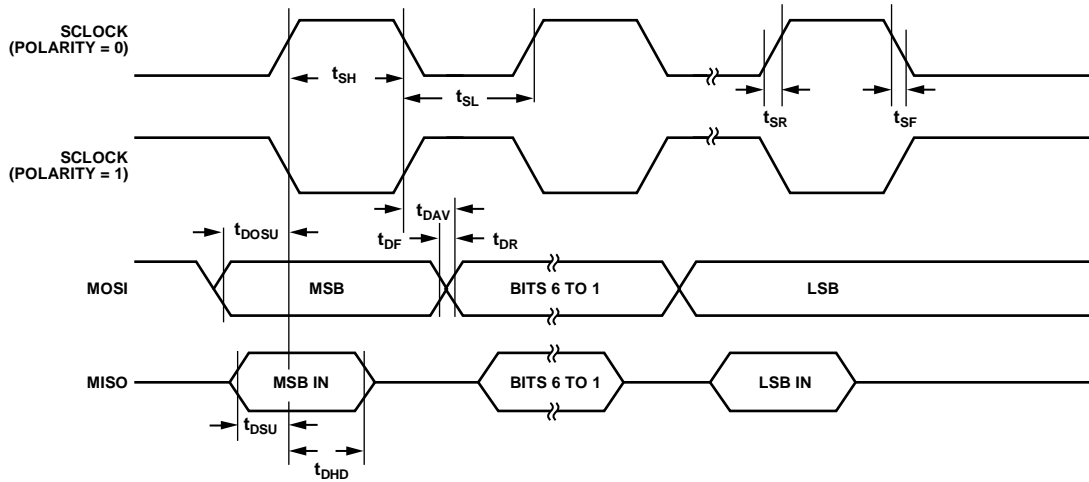 SCLOCK
(POLARITY = 0)
tSH
tSL
tSR
tSF
SCLOCK
(POLARITY = 1)
tDAV
tDOSU
tDF
tDR
MOSI
MSB
BITS 6 TO 1
LSB
MISO
MSB IN
BITS 6 TO 1
LSB IN
tDSU
tDHD